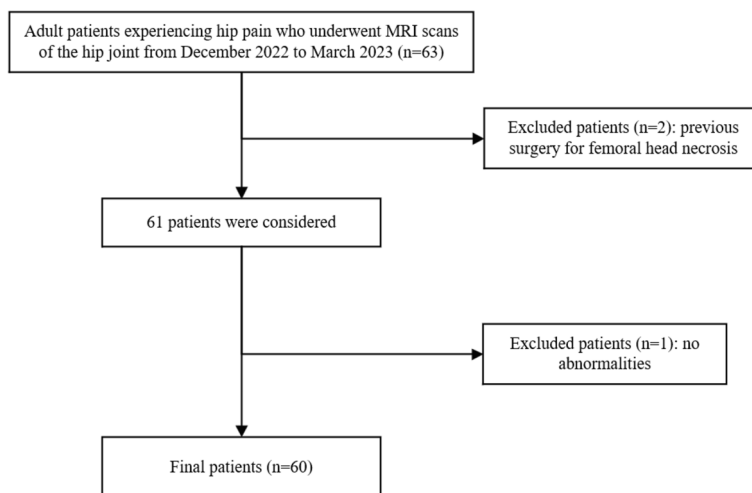 Adult patients experiencing hip pain who underwent MRI scans
of the hip joint from December 2022 to March 2023 (n=63)
Excluded patients (n=2): previous
surgery for femoral head necrosis
61 patients were considered
Excluded patients (n=1): no
abnormalities
Final patients (n=60)